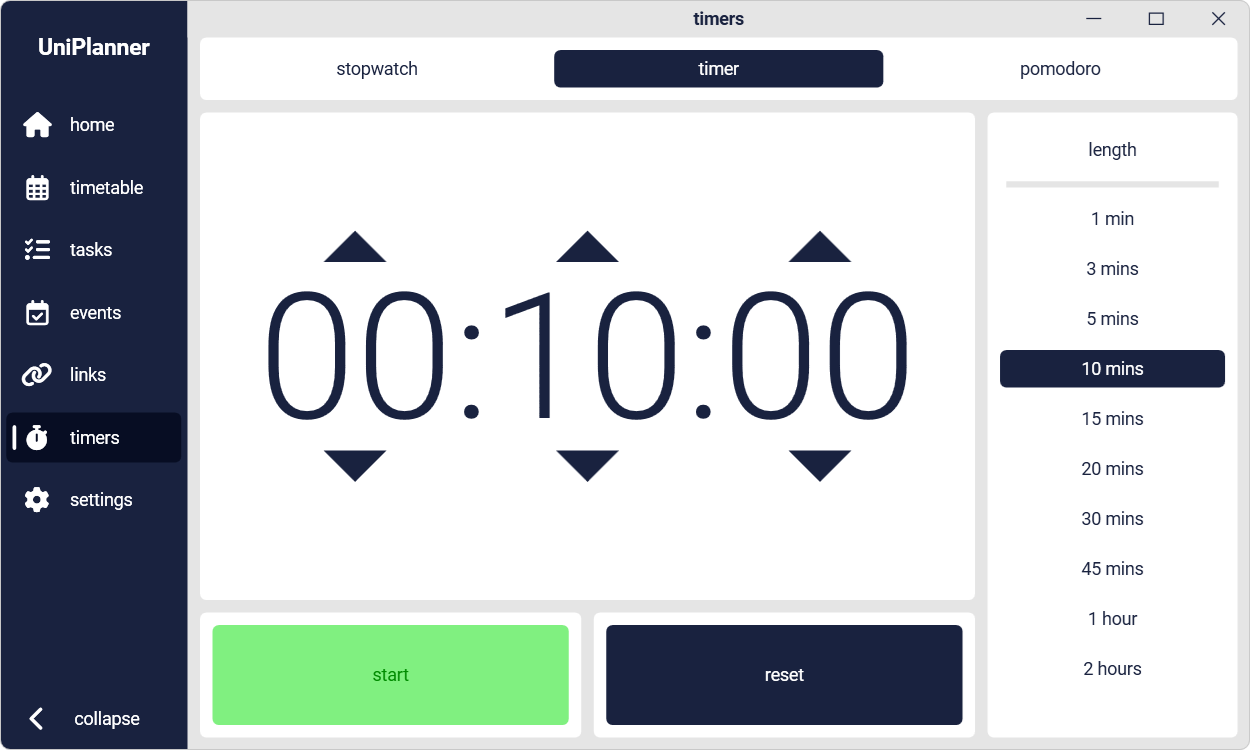 timers
UniPlanner
home
timetable
tasks
events
links
timers
settings
collapse
stopwatch
timer
pomodoro
00:10:00
start
reset
length
1 min
3 mins
5 mins
10 mins
15 mins
20 mins
30 mins
45 mins
1 hour
2 hours